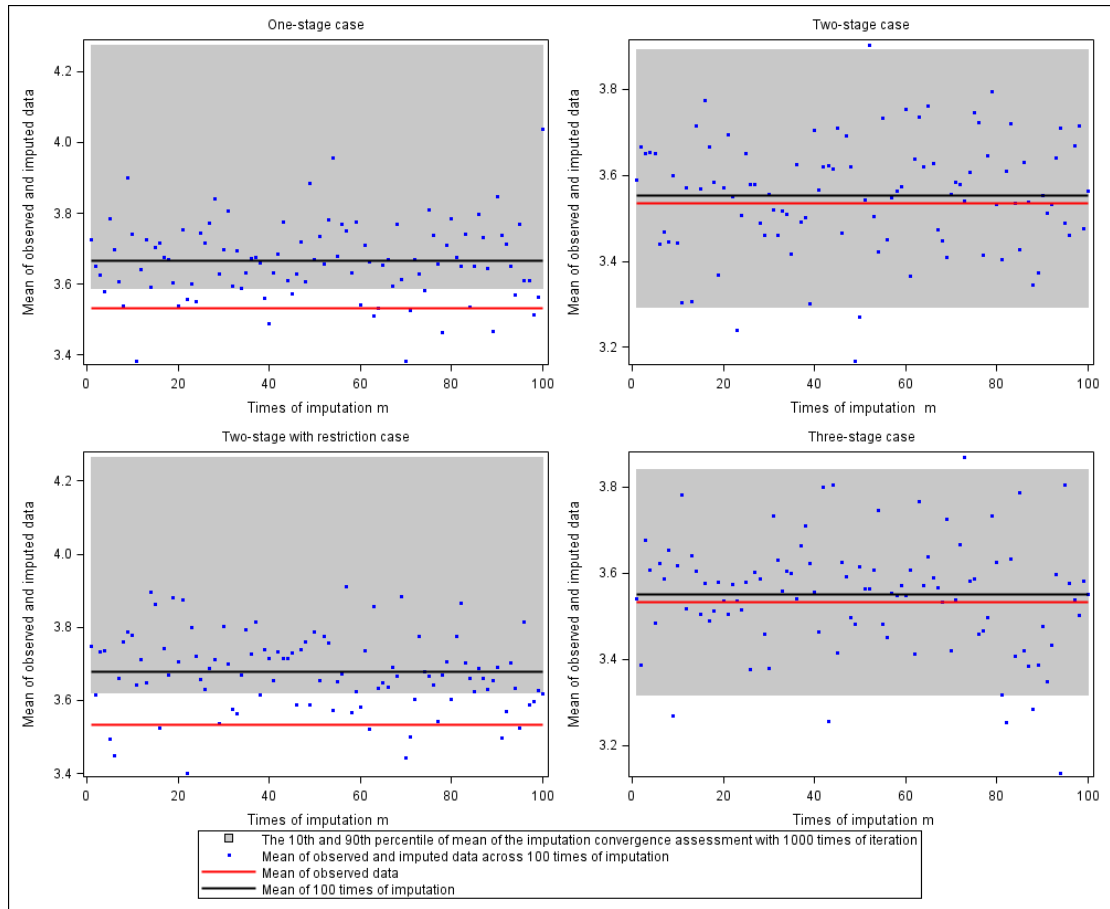 One-stage case
Mean of observed and imputed data
4.2
4.0
3.8
3.6
3.4
0 20 40 60 80 100
Times of imputation m
Two-stage case
Mean of observed and imputed data
3.8
3.6
3.4
3.2
0 20 40 60 80 100
Times of imputation m
Two-stage with restriction case
Mean of observed and imputed data
4.2
4.0
3.8
3.6
3.4
0 20 40 60 80 100
Times of imputation m
Three-stage case
Mean of observed and imputed data
3.8
3.6
3.4
3.2
0 20 40 60 80 100
Times of imputation m
The 10th and 90th percentile of mean of the imputation convergence assessment with 1000 times of iteration
Mean of observed and imputed data across 100 times of imputation
Mean of observed data
Mean of 100 times of imputation